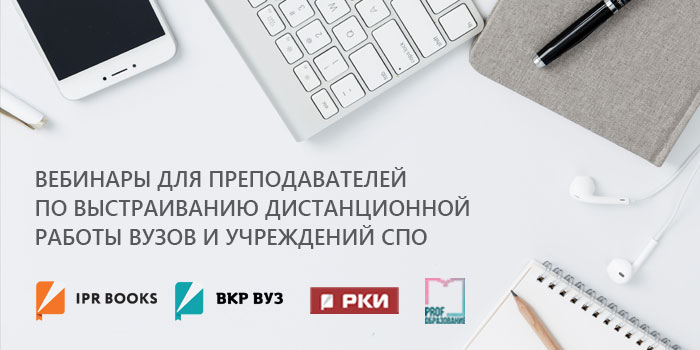 ВЕБИНАРЫ ДЛЯ ПРЕПОДАВАТЕЛЕЙ
ПО ВЫСТРАИВАНИЮ ДИСТАНЦИОННОЙ
РАБОТЫ ВУЗОВ И УЧРЕЖДЕНИЙ СПО
IPR BOOKS ВКР ВУЗ РКИ PROF
ОБРАЗОВАНИЕ